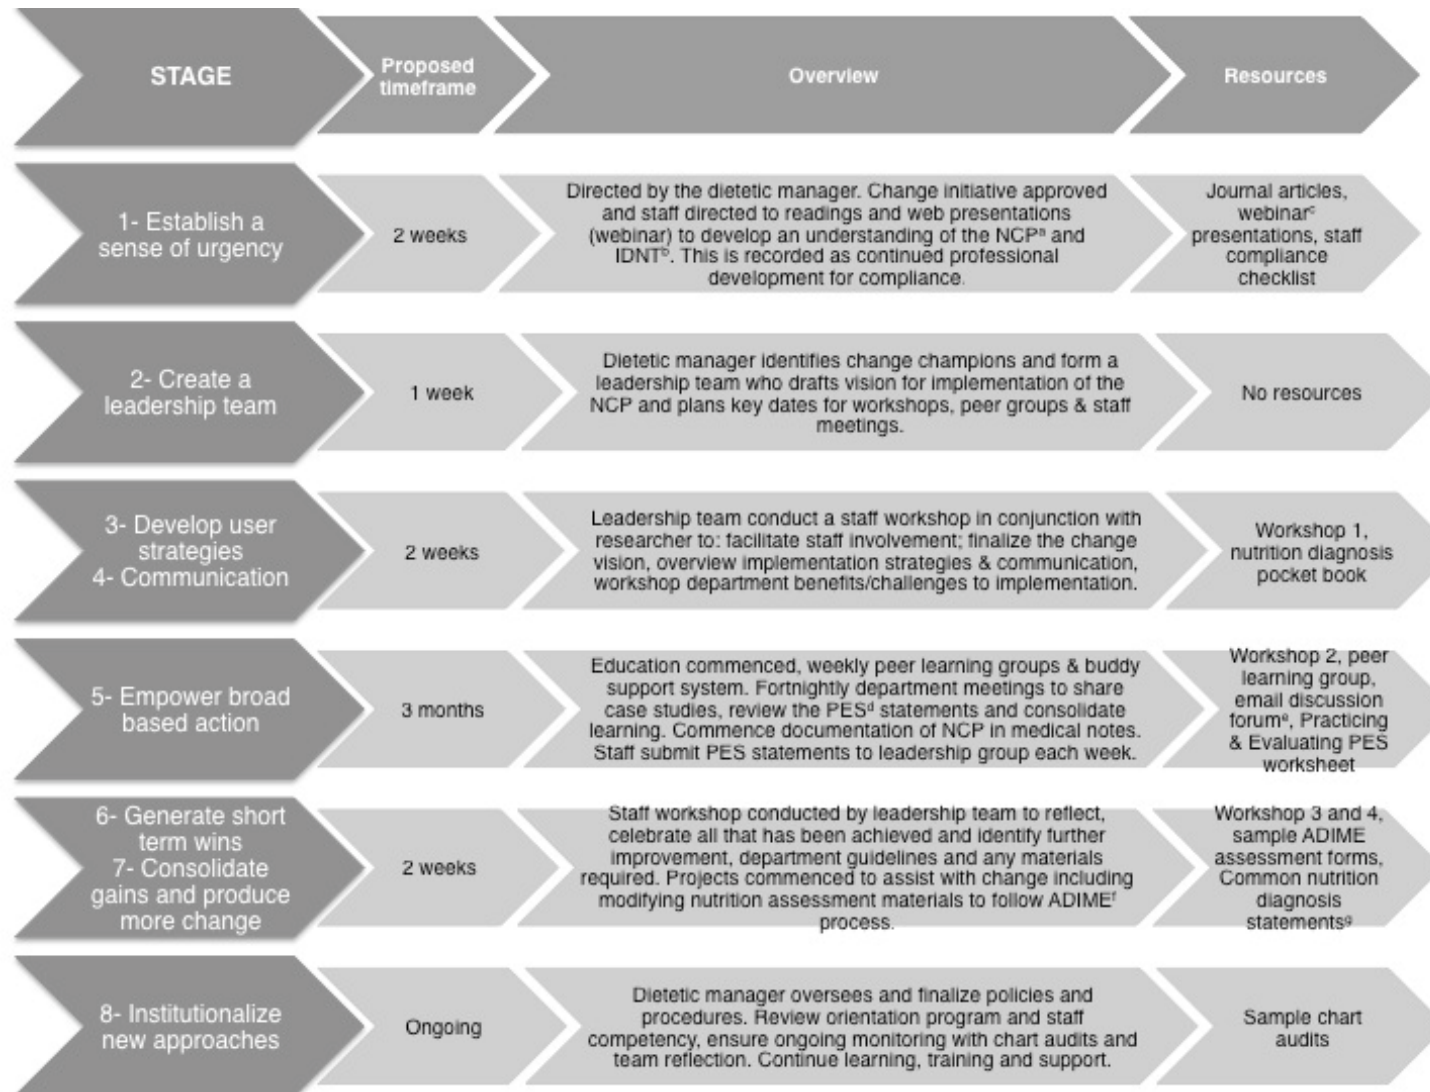 STAGE
Proposed
timeframe
Overview
Resources
1- Establish a
sense of urgency
2 weeks
Directed by the dietetic manager. Change initiative approved
and staff directed to readings and web presentations
(webinar) to develop an understanding of the NCPᵃ and
IDNTᵇ. This is recorded as continued professional
development for compliance.
Journal articles,
webinarᶜ
presentations, staff
compliance
checklist
2- Create a
leadership team
1 week
Dietetic manager identifies change champions and form a
leadership team who drafts vision for implementation of the
NCP and plans key dates for workshops, peer groups & staff
meetings.
No resources
3- Develop user
strategies
4- Communication
2 weeks
Leadership team conduct a staff workshop in conjunction with
researcher to: facilitate staff involvement; finalize the change
vision, overview implementation strategies & communication,
workshop department benefits/challenges to implementation.
Workshop 1,
nutrition diagnosis
pocket book
5- Empower broad
based action
3 months
Education commenced, weekly peer learning groups & buddy
support system. Fortnightly department meetings to share
case studies, review the PESᵈ statements and consolidate
learning. Commence documentation of NCP in medical notes.
Staff submit PES statements to leadership group each week.
Workshop 2, peer
learning group,
email discussion
forumᵉ, Practicing
& Evaluating PES
worksheet
6- Generate short
term wins
7- Consolidate
gains and produce
more change
2 weeks
Staff workshop conducted by leadership team to reflect,
celebrate all that has been achieved and identify further
improvement, department guidelines and any materials
required. Projects commenced to assist with change including
modifying nutrition assessment materials to follow ADIMEᶠ
process.
Workshop 3 and 4,
sample ADIME
assessment forms,
Common nutrition
diagnosis
statementsᵍ
8- Institutionalize
new approaches
Ongoing
Dietetic manager oversees and finalize policies and
procedures. Review orientation program and staff
competency, ensure ongoing monitoring with chart audits and
team reflection. Continue learning, training and support.
Sample chart
audits